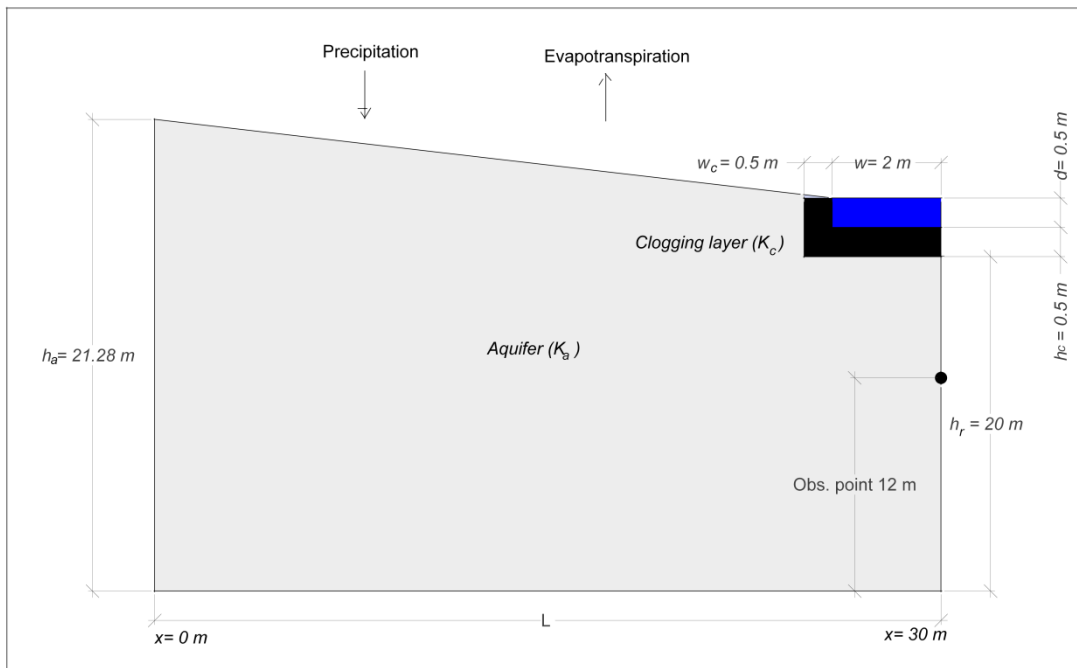 Precipitation
Evapotranspiration
w_c = 0.5 m
w= 2 m
d= 0.5 m
Clogging layer (K_c)
h_c= 0.5 m
h_a= 21.28 m
Aquifer (K_a)
h_r = 20 m
Obs. point 12 m
L
x= 0 m
x= 30 m